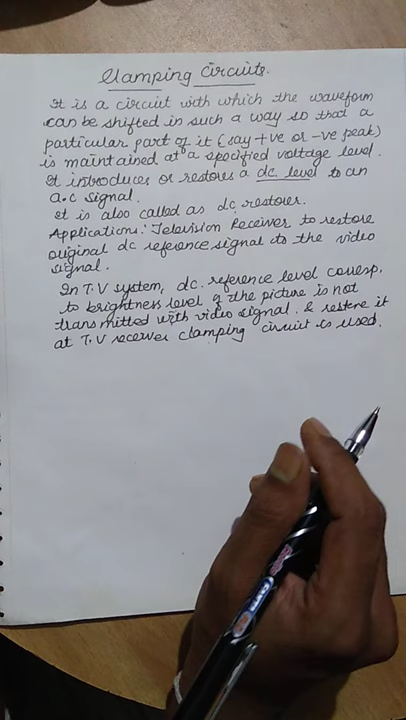 Clamping Circuits.
It is a circuit with which the waveform
can be shifted in such a way so that a
particular part of it (say +ve or -ve peak)
is maintained at a specified voltage level.
It introduces or restores a dc level to an
a.c signal.
It is also called as dc restorer.
Applications: Television Receiver to restore
original dc reference signal to the video
signal.
In T.V system, dc. reference level corresp.
to brightness level of the picture is not
transmitted with video signal. & restore it
at T.V receiver clamping circuit is used.